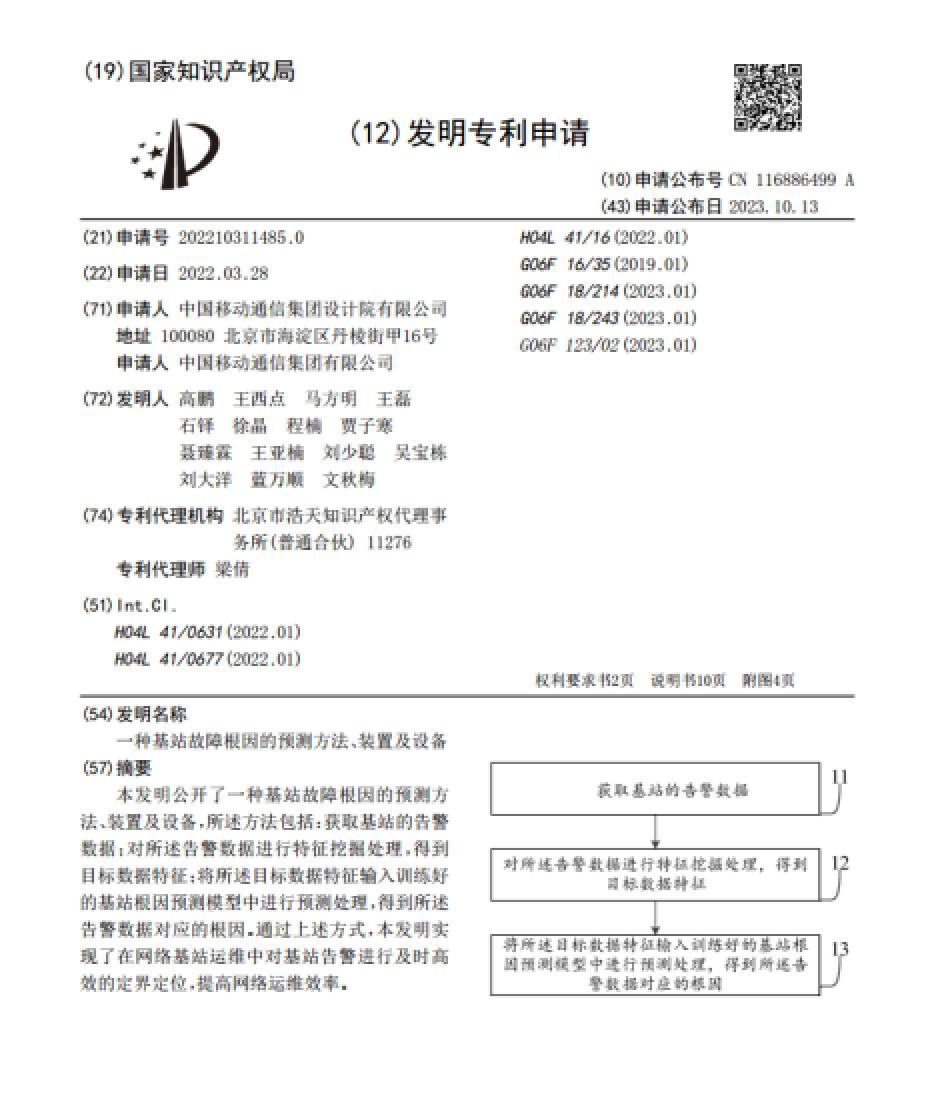 (19)国家知识产权局
(12)发明专利申请
(10)申请公布号 CN 116886499 A
(43)申请公布日 2023.10.13
(21)申请号 202210311485.0
(22)申请日 2022.03.28
(71)申请人 中国移动通信集团设计院有限公司
地址 100080 北京市海淀区丹棱街甲16号
申请人 中国移动通信集团有限公司
(72)发明人 高鹏 王西点 马方明 王磊
石铎 徐晶 程楠 贾子寒
聂臻霖 王亚楠 刘少聪 吴宝栋
刘大洋 蓝万顺 文秋梅
(74)专利代理机构 北京市浩天知识产权代理事
务所(普通合伙) 11276
专利代理师 梁倩
(51)Int.Cl.
H04L 41/0631(2022.01)
H04L 41/0677(2022.01)
H04L 41/16(2022.01)
G06F 16/35(2019.01)
G06F 18/214(2023.01)
G06F 18/243(2023.01)
G06F 123/02(2023.01)
权利要求书2页 说明书10页 附图4页
(54)发明名称
一种基站故障根因的预测方法、装置及设备
(57)摘要
本发明公开了一种基站故障根因的预测方
法、装置及设备,所述方法包括:获取基站的告警
数据;对所述告警数据进行特征挖掘处理,得到
目标数据特征;将所述目标数据特征输入训练好
的基站根因预测模型中进行预测处理,得到所述
告警数据对应的根因。通过上述方式,本发明实
现了在网络基站运维中对基站告警进行及时高
效的定界定位,提高网络运维效率。
获取基站的告警数据
11
对所述告警数据进行特征挖掘处理，得到
目标数据特征
12
将所述目标数据特征输入训练好的基站根
因预测模型中进行预测处理，得到所述告
警数据对应的根因
13